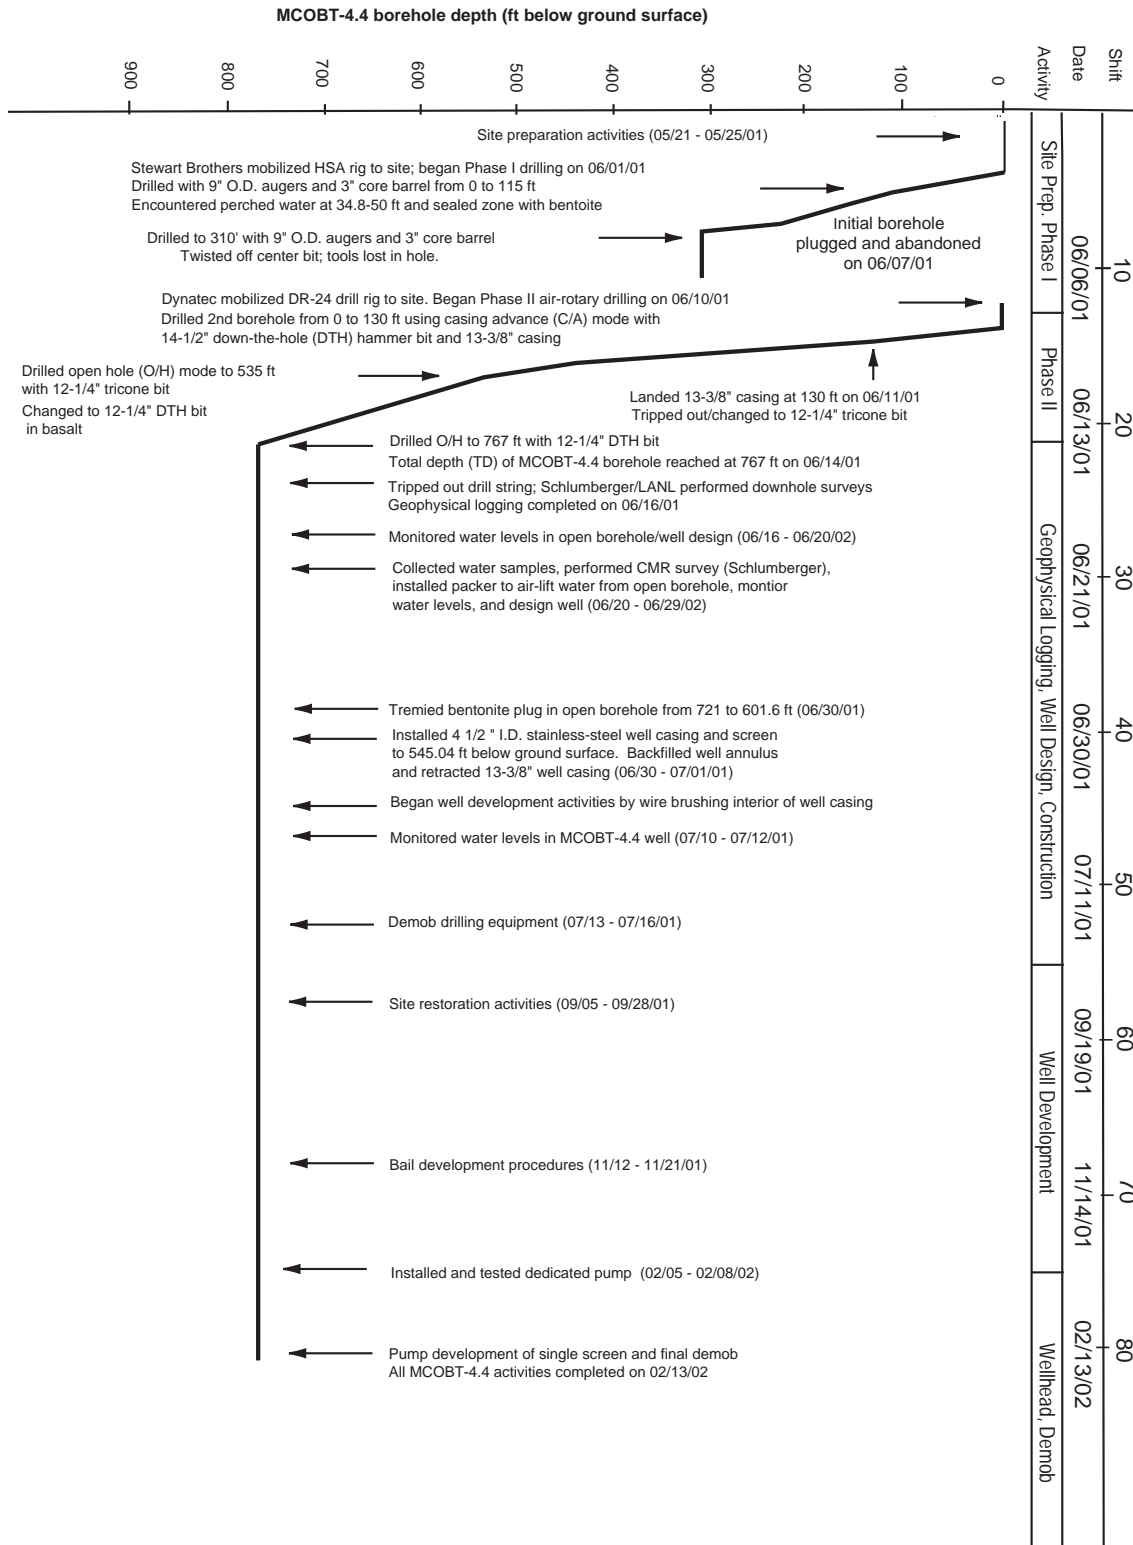 MCOBT-4.4 borehole depth (ft below ground surface)
900
800
700
600
500
400
300
200
100
0
Activity
Date
Shift
Site preparation activities (05/21 - 05/25/01)
Stewart Brothers mobilized HSA rig to site; began Phase I drilling on 06/01/01
Drilled with 9" O.D. augers and 3" core barrel from 0 to 115 ft
Encountered perched water at 34.8-50 ft and sealed zone with bentoite
Drilled to 310' with 9" O.D. augers and 3" core barrel
Twisted off center bit; tools lost in hole.
Initial borehole
plugged and abandoned
on 06/07/01
Dynatec mobilized DR-24 drill rig to site. Began Phase II air-rotary drilling on 06/10/01
Drilled 2nd borehole from 0 to 130 ft using casing advance (C/A) mode with
14-1/2" down-the-hole (DTH) hammer bit and 13-3/8" casing
Drilled open hole (O/H) mode to 535 ft
with 12-1/4" tricone bit
Changed to 12-1/4" DTH bit
in basalt
Landed 13-3/8" casing at 130 ft on 06/11/01
Tripped out/changed to 12-1/4" tricone bit
Drilled O/H to 767 ft with 12-1/4" DTH bit
Total depth (TD) of MCOBT-4.4 borehole reached at 767 ft on 06/14/01
Tripped out drill string; Schlumberger/LANL performed downhole surveys
Geophysical logging completed on 06/16/01
Monitored water levels in open borehole/well design (06/16 - 06/20/02)
Collected water samples, performed CMR survey (Schlumberger),
installed packer to air-lift water from open borehole, montior
water levels, and design well (06/20 - 06/29/02)
Tremied bentonite plug in open borehole from 721 to 601.6 ft (06/30/01)
Installed 4 1/2 " I.D. stainless-steel well casing and screen
to 545.04 ft below ground surface. Backfilled well annulus
and retracted 13-3/8" well casing (06/30 - 07/01/01)
Began well development activities by wire brushing interior of well casing
Monitored water levels in MCOBT-4.4 well (07/10 - 07/12/01)
Demob drilling equipment (07/13 - 07/16/01)
Site restoration activities (09/05 - 09/28/01)
Bail development procedures (11/12 - 11/21/01)
Installed and tested dedicated pump (02/05 - 02/08/02)
Pump development of single screen and final demob
All MCOBT-4.4 activities completed on 02/13/02
Site Prep. Phase I
Phase II
Geophysical Logging, Well Design, Construction
Well Development
Wellhead, Demob
06/06/01
06/13/01
06/21/01
06/30/01
07/11/01
09/19/01
11/14/01
02/13/02
10
20
30
40
50
60
70
80